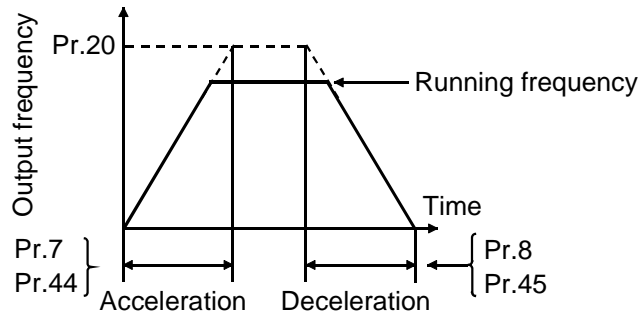 Output frequency
Pr.20
Running frequency
Time
Pr.7
Pr.44
Acceleration
Deceleration
Pr.8
Pr.45